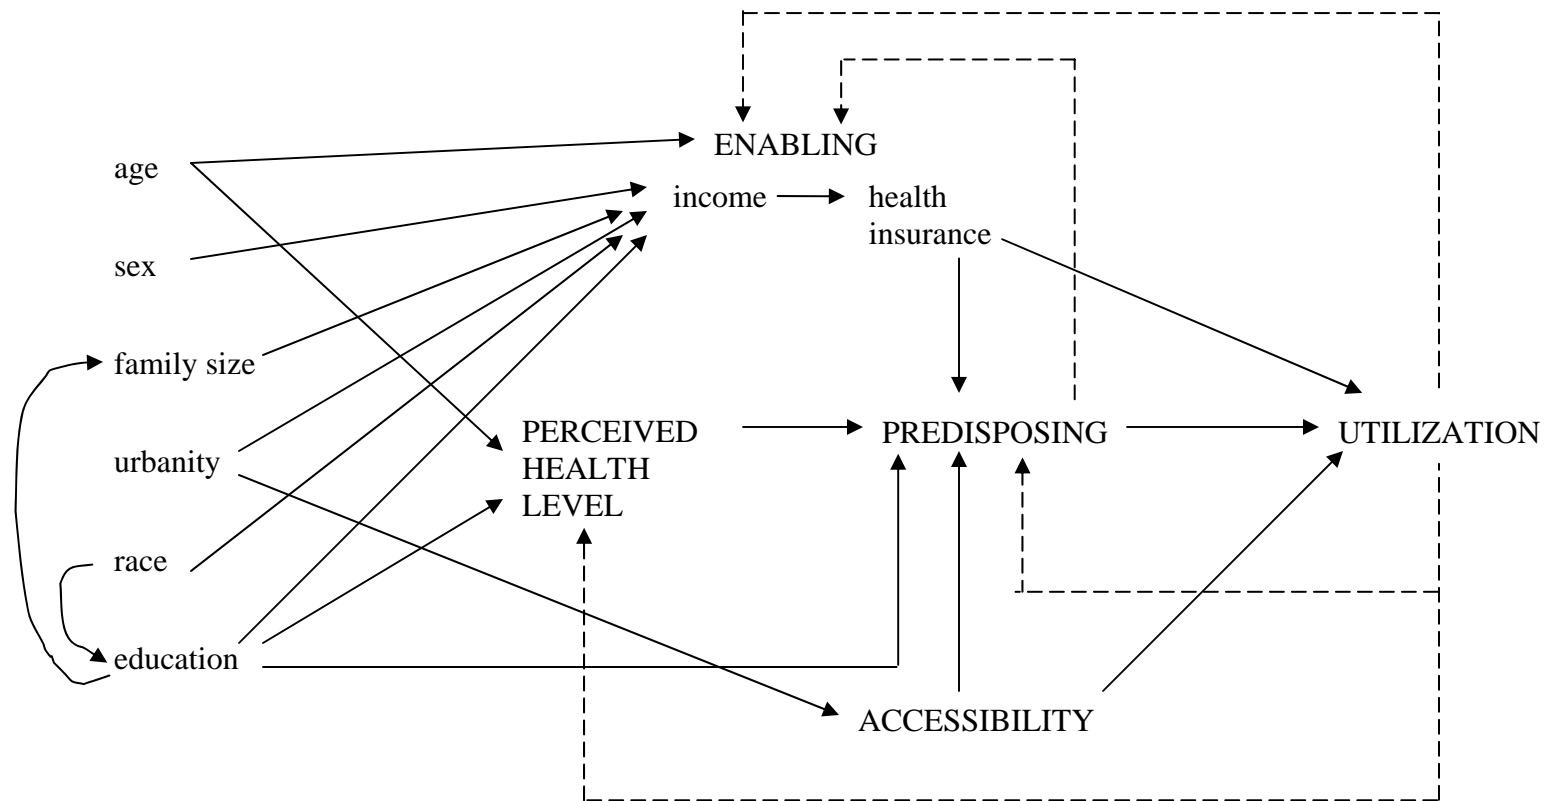 ENABLING
age
income
health
insurance
sex
family size
PERCEIVED
HEALTH
LEVEL
PREDISPOSING
UTILIZATION
urbanity
race
education
ACCESSIBILITY